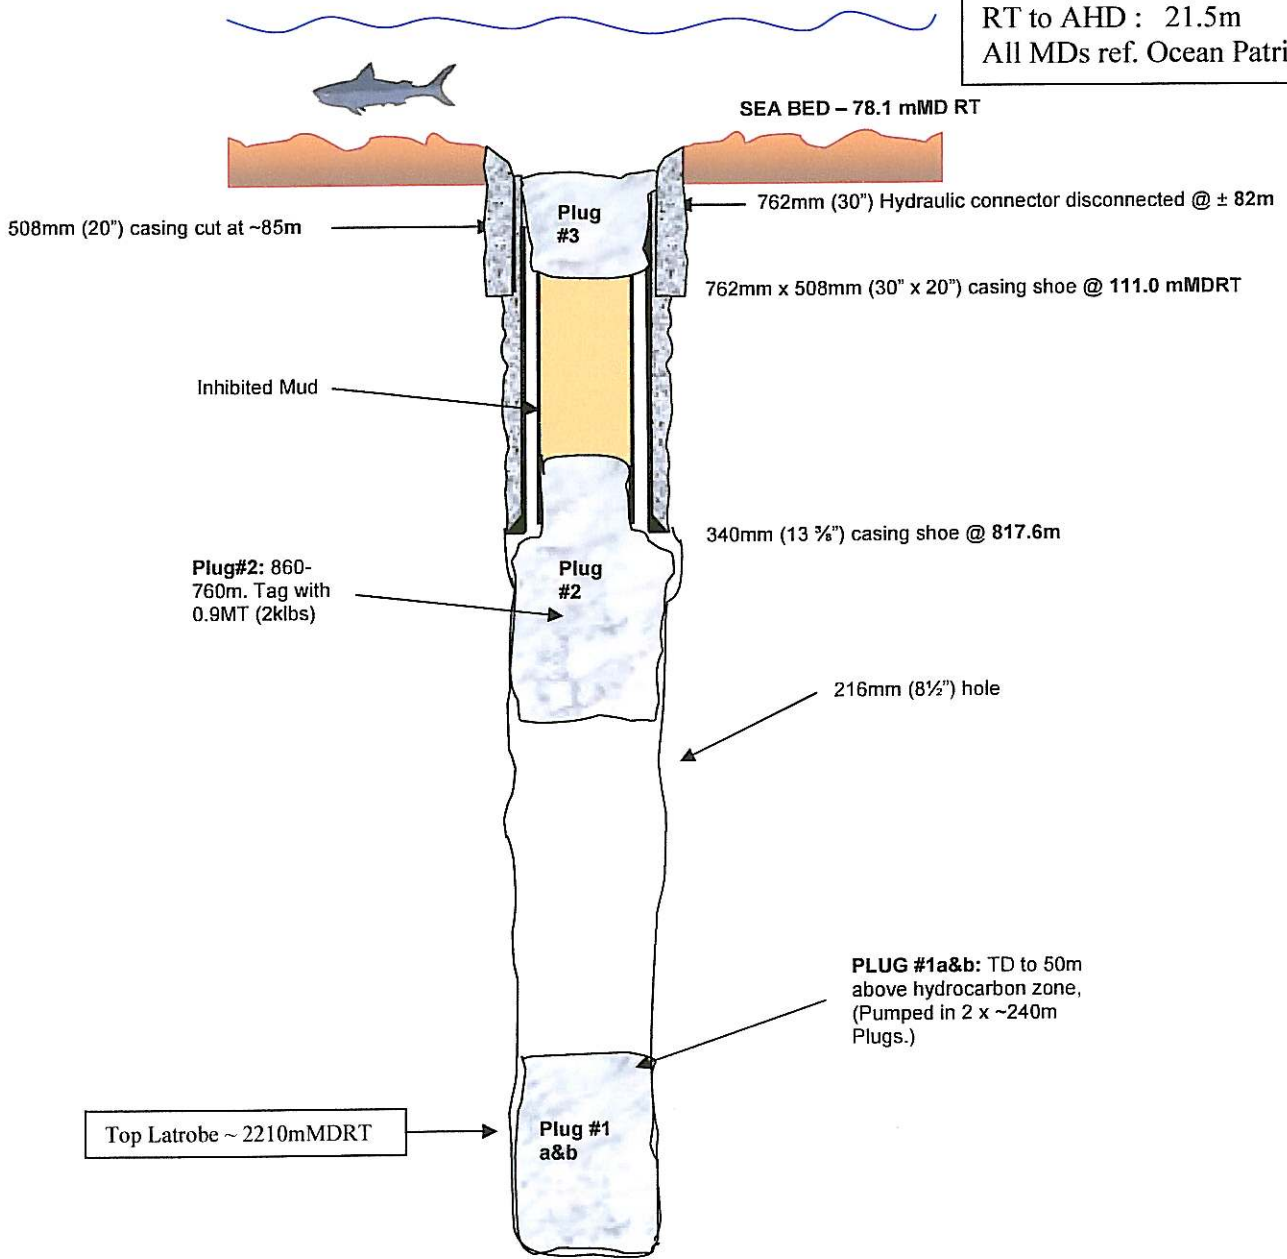 RT to AHD : 21.5m
All MDs ref. Ocean Patri
SEA BED – 78.1 mMD RT
762mm (30”) Hydraulic connector disconnected @ ± 82m
508mm (20”) casing cut at ~85m
Plug
#3
762mm x 508mm (30” x 20”) casing shoe @ 111.0 mMDRT
Inhibited Mud
340mm (13 ⅜”) casing shoe @ 817.6m
Plug#2: 860-
760m. Tag with
0.9MT (2klbs)
Plug
#2
216mm (8½”) hole
PLUG #1a&b: TD to 50m
above hydrocarbon zone,
(Pumped in 2 x ~240m
Plugs.)
Top Latrobe ~ 2210mMDRT
Plug #1
a&b